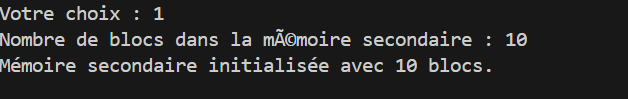 Votre choix : 1
Nombre de blocs dans la mÃ©moire secondaire : 10
Mémoire secondaire initialisée avec 10 blocs.